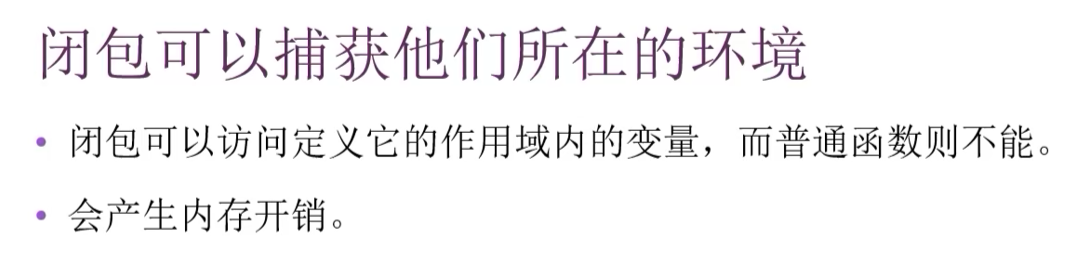 闭包可以捕获他们所在的环境
• 闭包可以访问定义它的作用域内的变量，而普通函数则不能。
• 会产生内存开销。